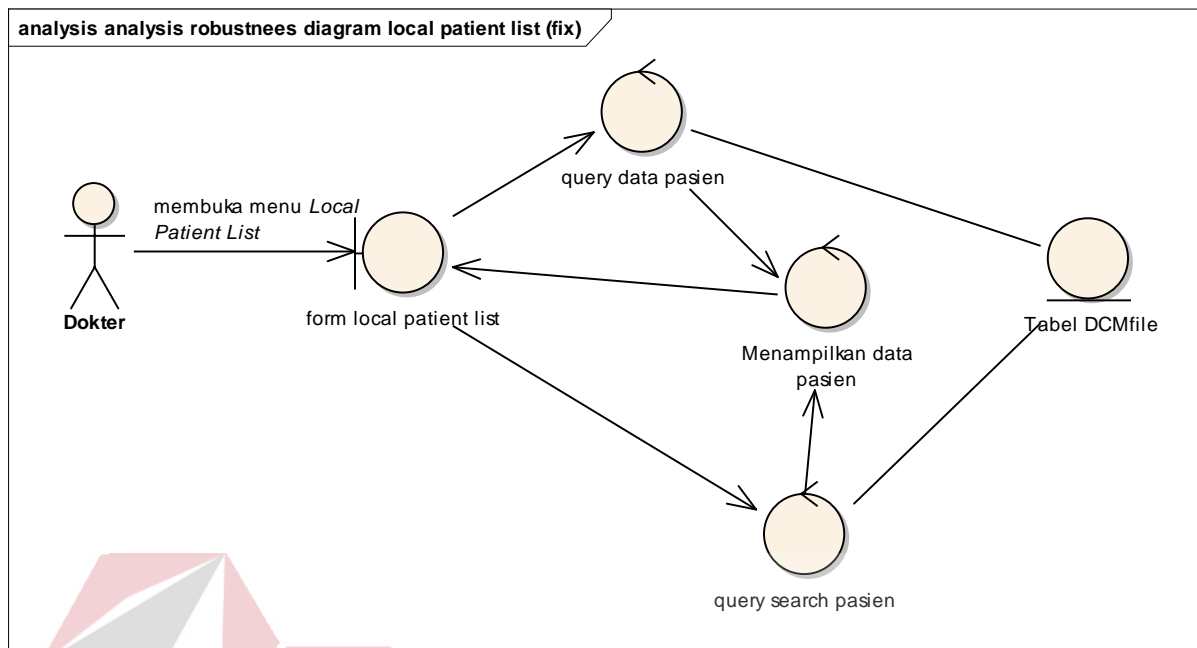 analysis analysis robustnees diagram local patient list (fix)
query data pasien
membuka menu Local
Patient List
Dokter
form local patient list
Menampilkan data
pasien
Tabel DCMfile
query search pasien